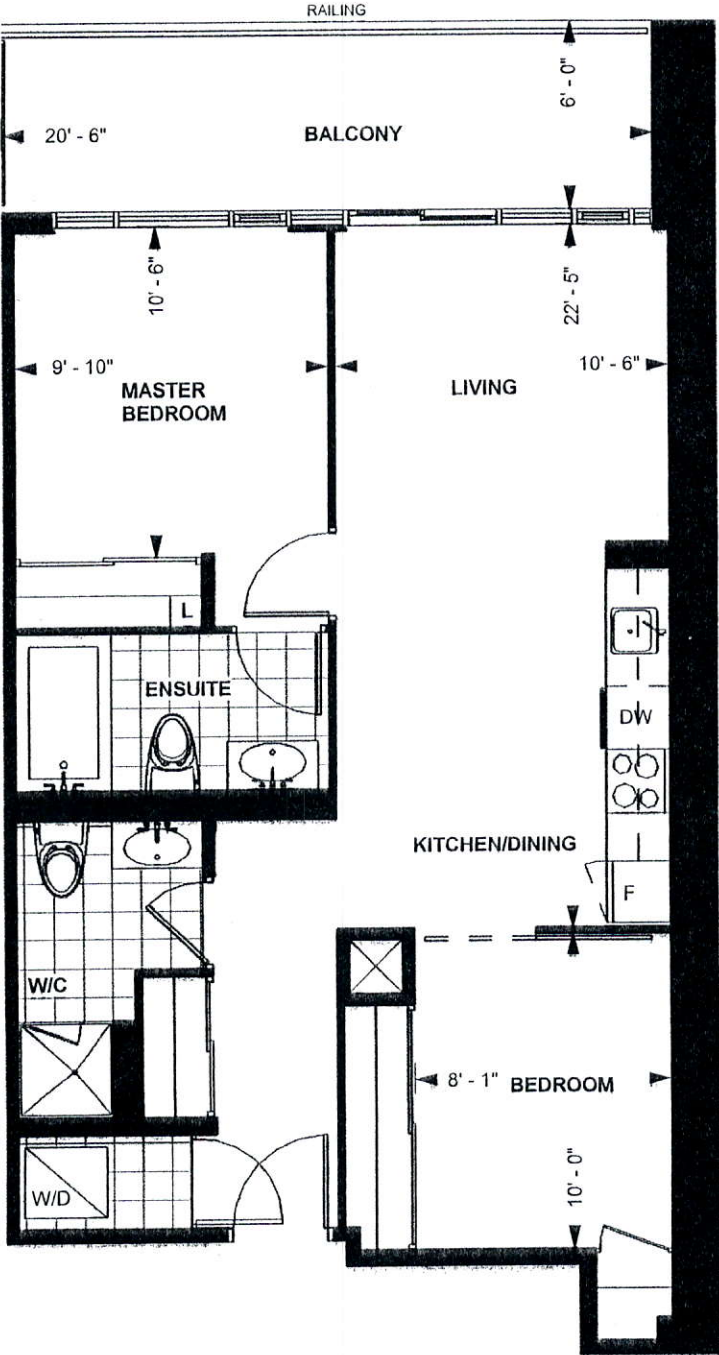 RAILING
6' - 0"
20' - 6"
BALCONY
10' - 6"
22' - 5"
9' - 10"
10' - 6"
MASTER
BEDROOM
LIVING
L
ENSUITE
DW
KITCHEN/DINING
F
W/C
8' - 1"
BEDROOM
10' - 0"
W/D